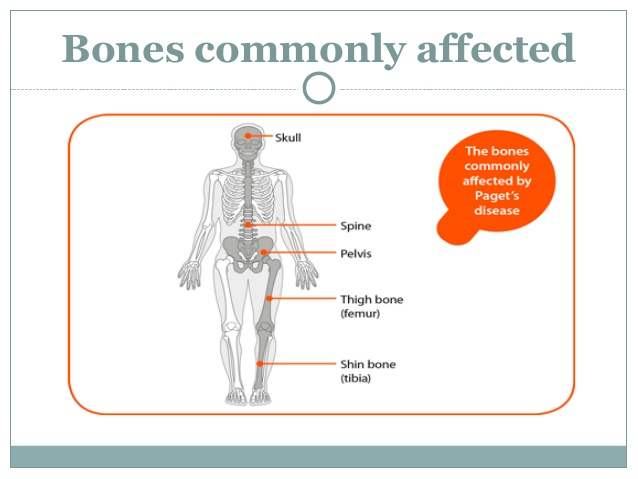 Bones commonly affected
Skull
The bones
commonly
affected by
Paget's
disease
Spine
Pelvis
Thigh bone
(femur)
Shin bone
(tibia)